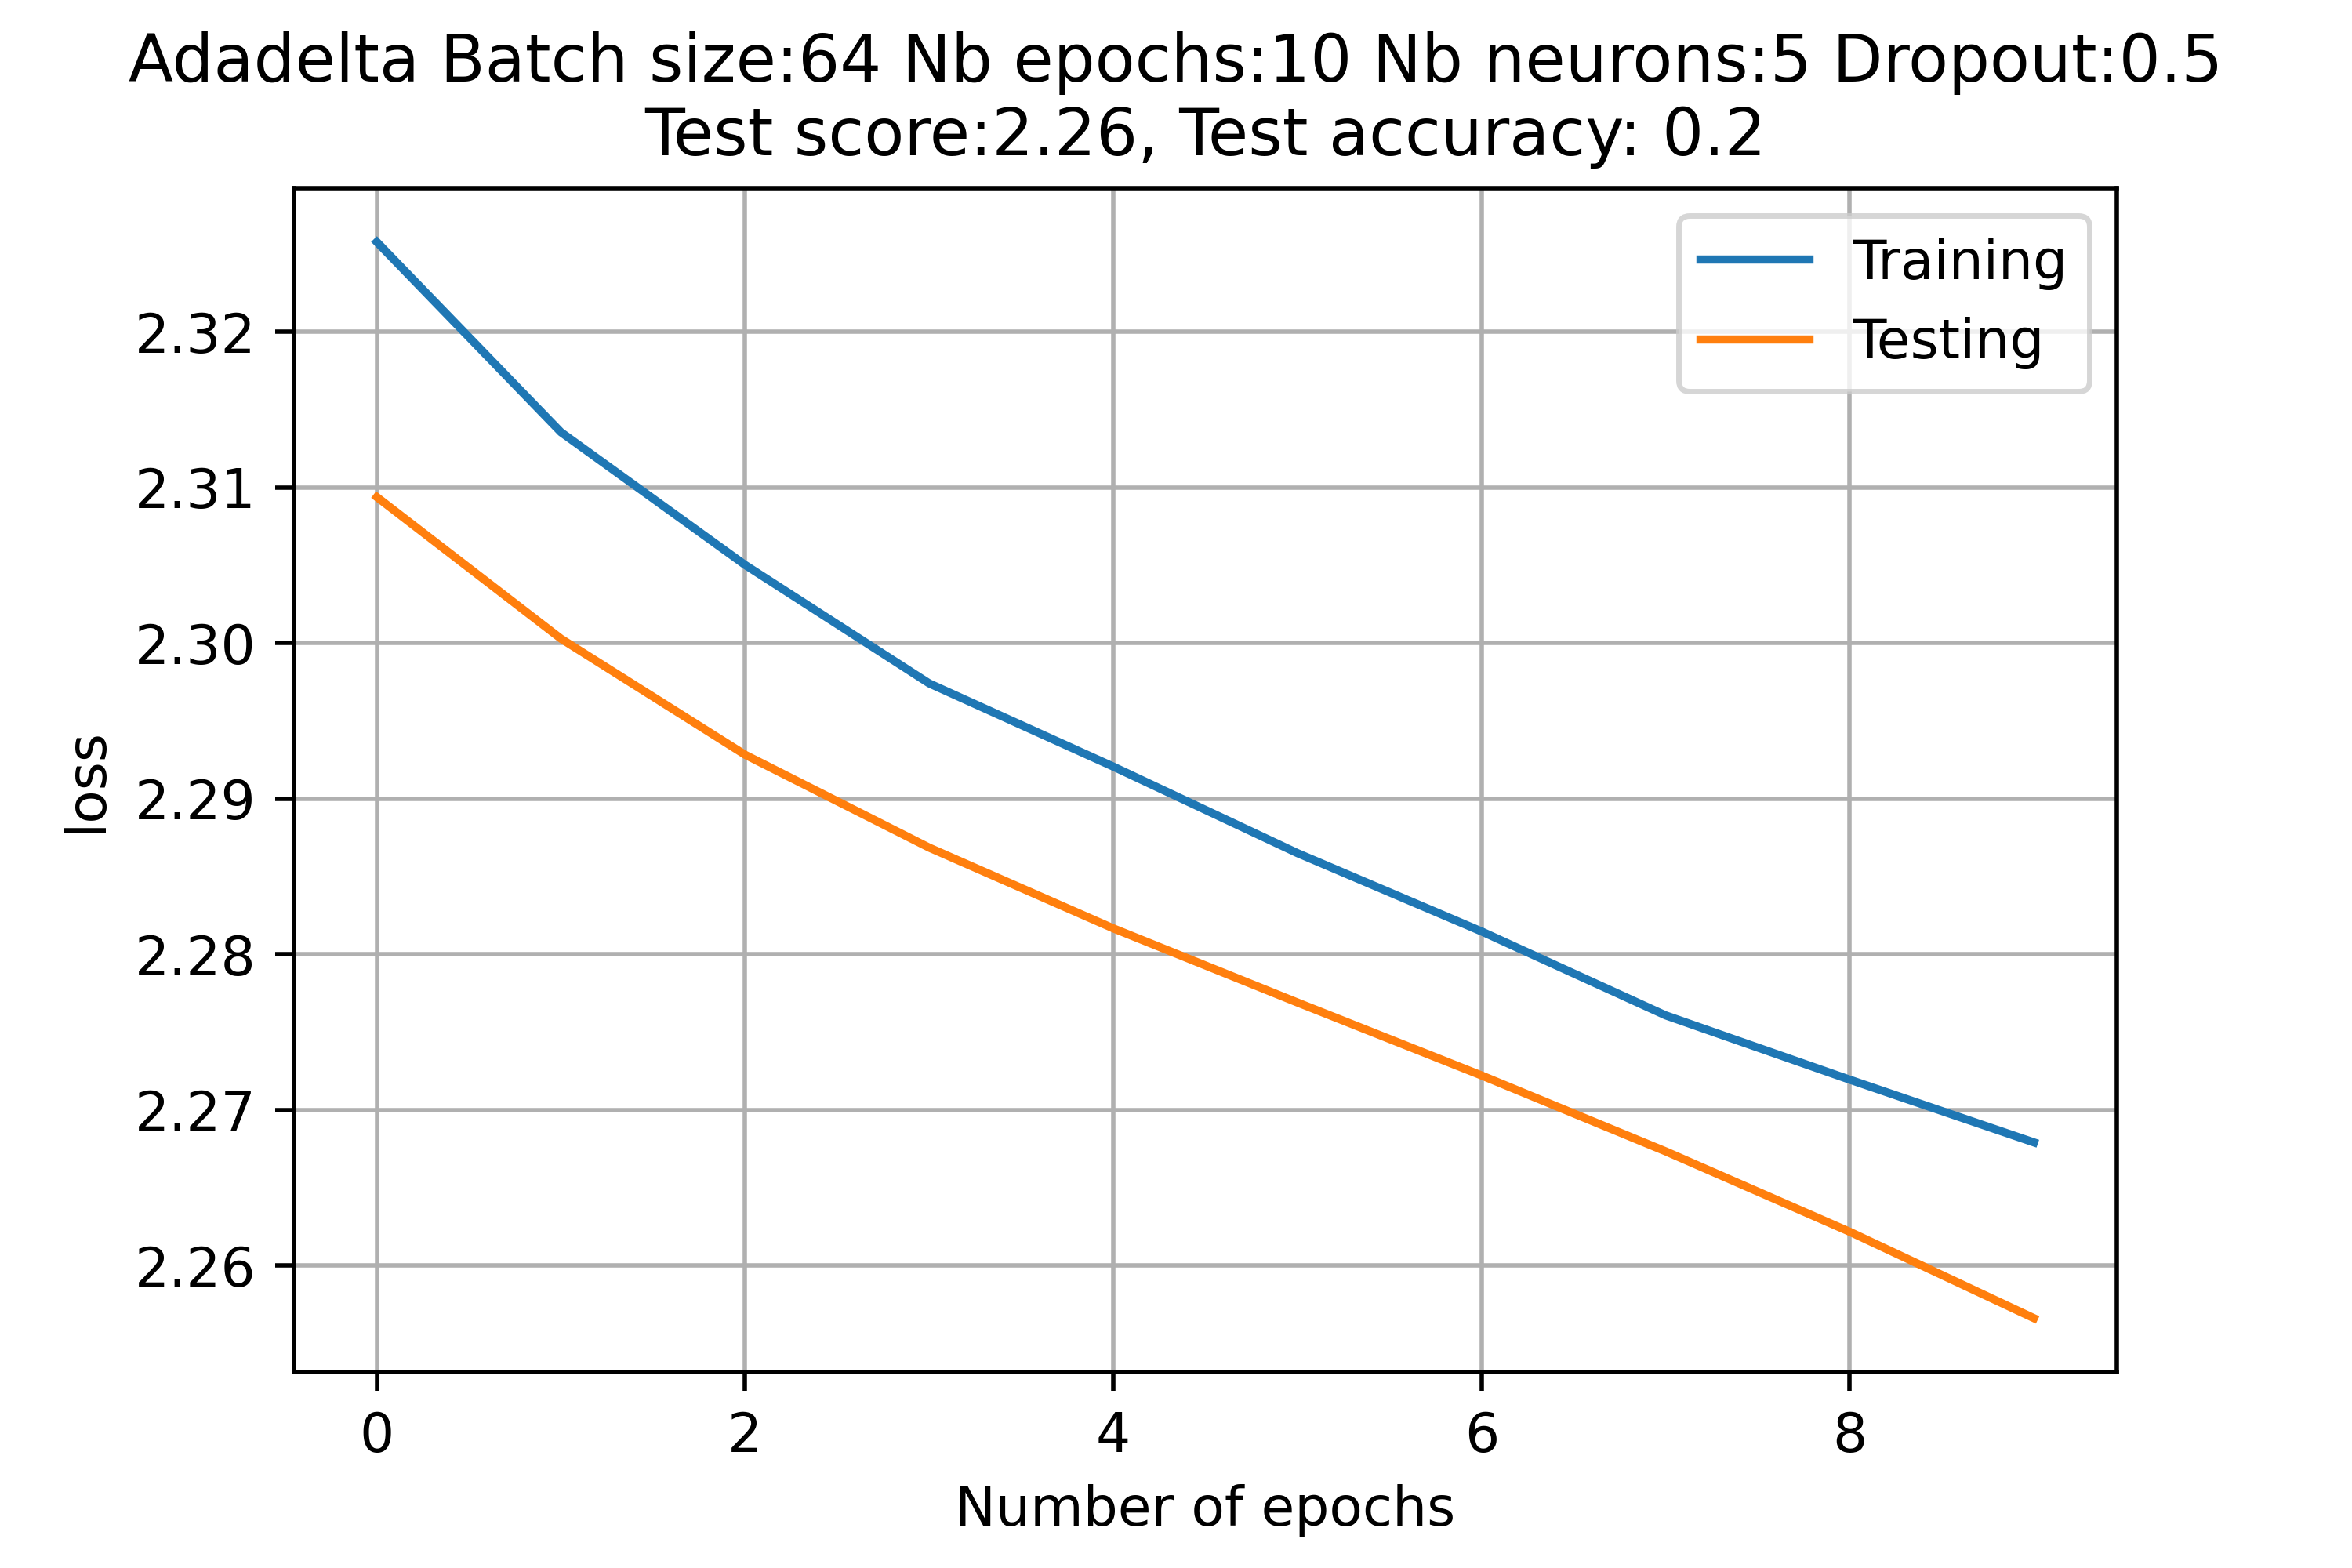 Adadelta Batch size:64 Nb epochs:10 Nb neurons:5 Dropout:0.5
Test score:2.26, Test accuracy: 0.2
Training
Testing
2.32
2.31
2.30
2.29
2.28
2.27
2.26
loss
0 2 4 6 8
Number of epochs